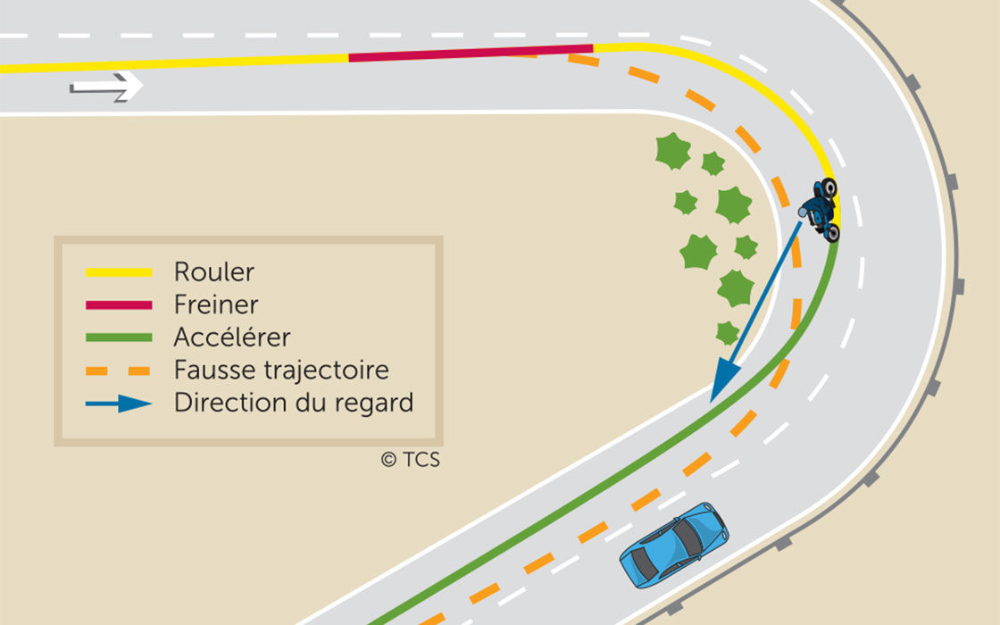 Rouler
Freiner
Accélérer
Fausse trajectoire
Direction du regard
© TCS